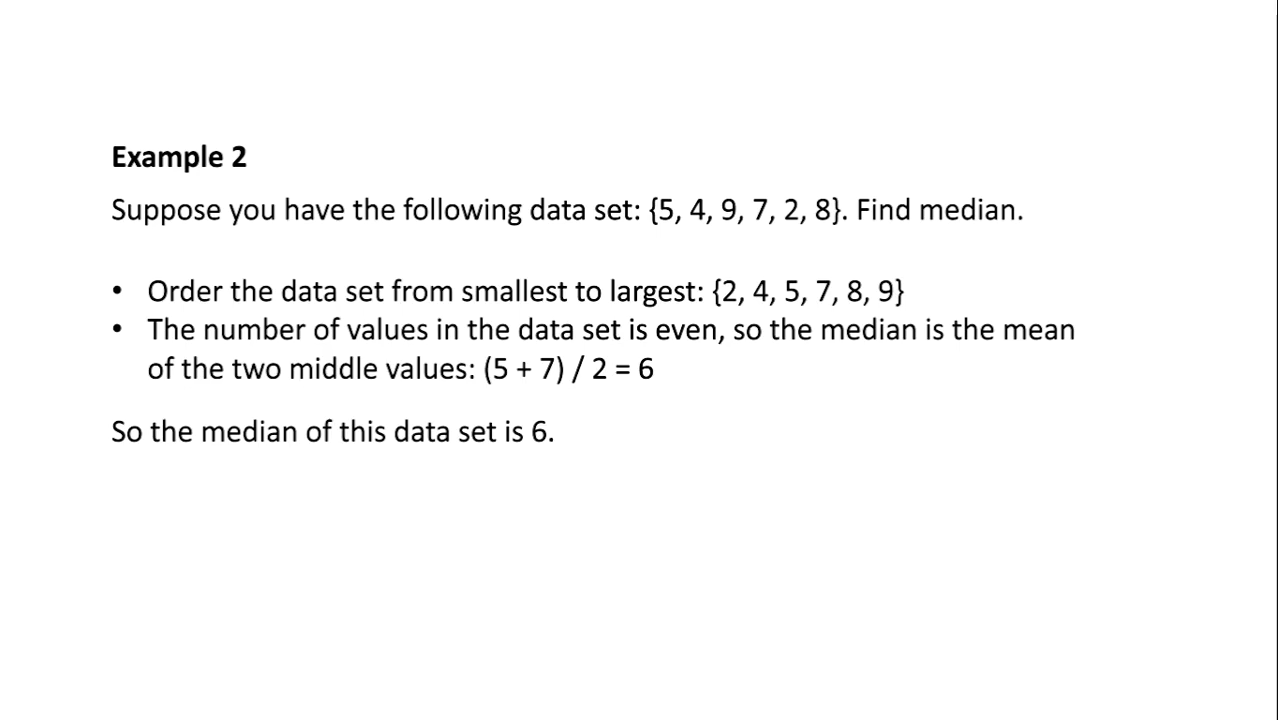 Example 2
Suppose you have the following data set: {5, 4, 9, 7, 2, 8}. Find median.
• Order the data set from smallest to largest: {2, 4, 5, 7, 8, 9}
• The number of values in the data set is even, so the median is the mean
of the two middle values: (5 + 7) / 2 = 6
So the median of this data set is 6.